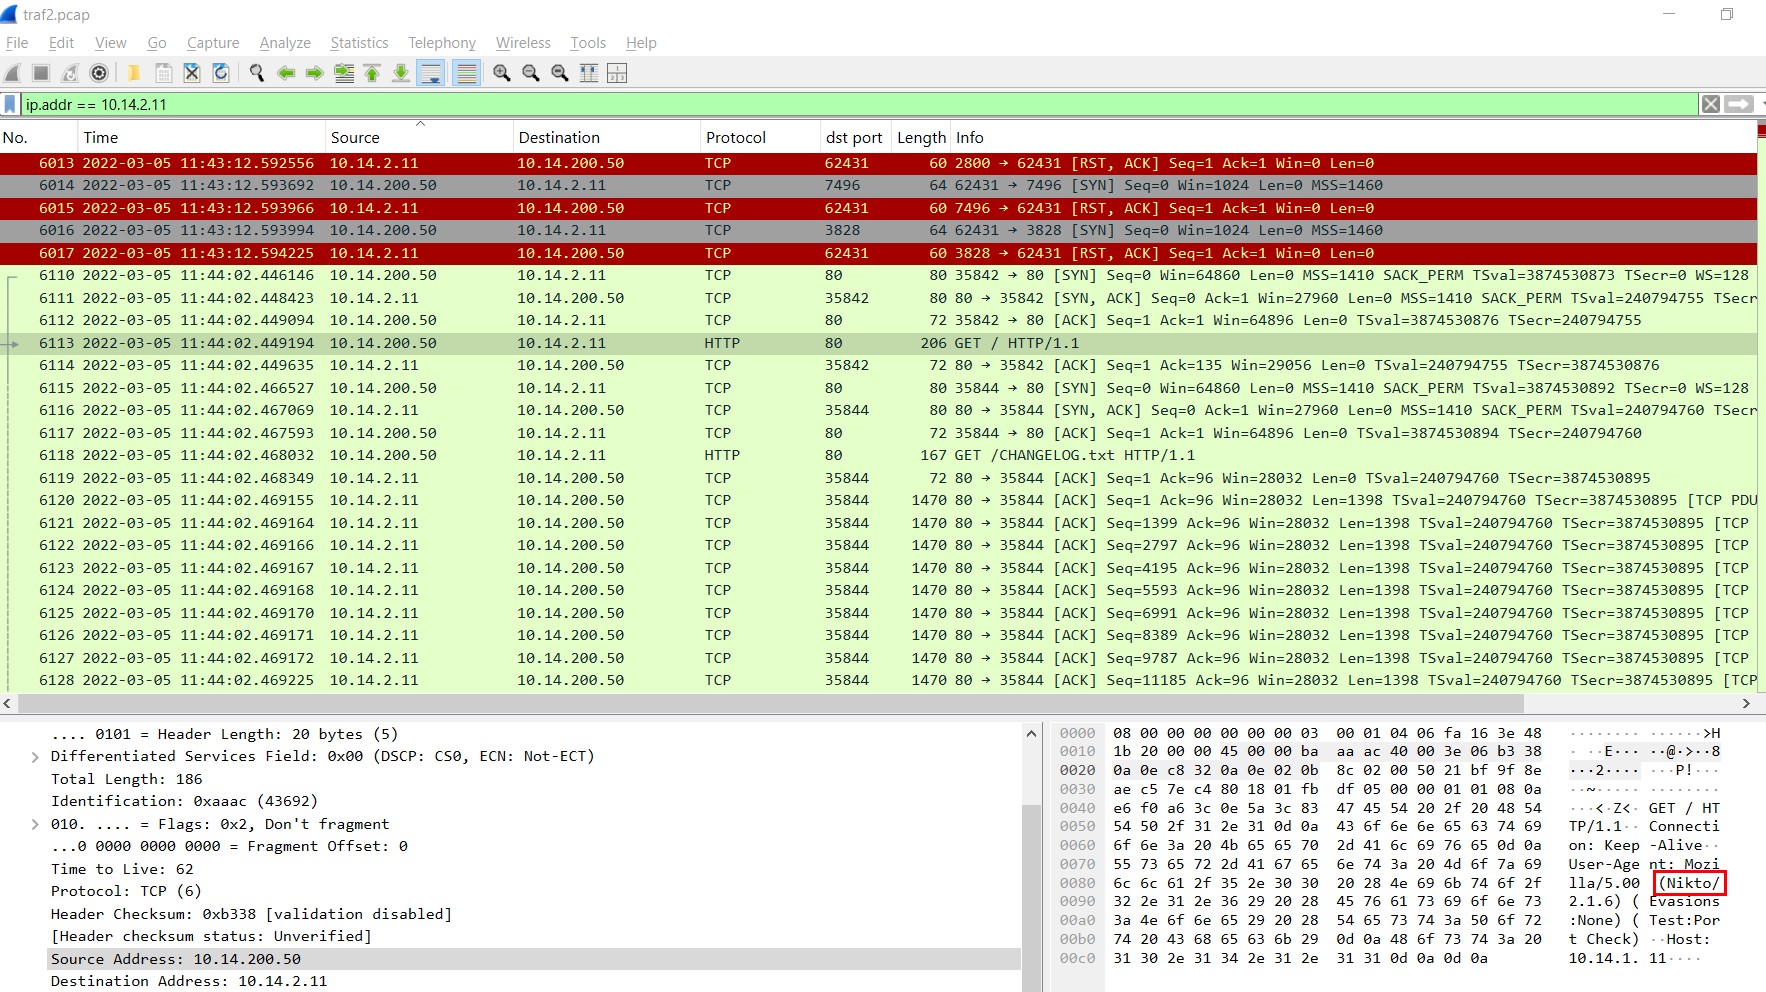 traf2.pcap
File Edit View Go Capture Analyze Statistics Telephony Wireless Tools Help
ip.addr == 10.14.2.11
No. Time Source Destination Protocol dst port Length Info
6013 2022-03-05 11:43:12.592556 10.14.2.11 10.14.200.50 TCP 62431 60 2800 → 62431 [RST, ACK] Seq=1 Ack=1 Win=0 Len=0
6014 2022-03-05 11:43:12.593692 10.14.200.50 10.14.2.11 TCP 7496 64 62431 → 7496 [SYN] Seq=0 Win=1024 Len=0 MSS=1460
6015 2022-03-05 11:43:12.593966 10.14.2.11 10.14.200.50 TCP 62431 60 7496 → 62431 [RST, ACK] Seq=1 Ack=1 Win=0 Len=0
6016 2022-03-05 11:43:12.593994 10.14.200.50 10.14.2.11 TCP 3828 64 62431 → 3828 [SYN] Seq=0 Win=1024 Len=0 MSS=1460
6017 2022-03-05 11:43:12.594225 10.14.2.11 10.14.200.50 TCP 62431 60 3828 → 62431 [RST, ACK] Seq=1 Ack=1 Win=0 Len=0
6110 2022-03-05 11:44:02.446146 10.14.200.50 10.14.2.11 TCP 80 80 35842 → 80 [SYN] Seq=0 Win=64860 Len=0 MSS=1410 SACK_PERM TSval=3874530873 TSecr=0 WS=128
6111 2022-03-05 11:44:02.448423 10.14.2.11 10.14.200.50 TCP 35842 80 80 → 35842 [SYN, ACK] Seq=0 Ack=1 Win=27960 Len=0 MSS=1410 SACK_PERM TSval=240794755 TSecr
6112 2022-03-05 11:44:02.449094 10.14.200.50 10.14.2.11 TCP 80 72 35842 → 80 [ACK] Seq=1 Ack=1 Win=64896 Len=0 TSval=3874530876 TSecr=240794755
6113 2022-03-05 11:44:02.449194 10.14.200.50 10.14.2.11 HTTP 80 206 GET / HTTP/1.1
6114 2022-03-05 11:44:02.449635 10.14.2.11 10.14.200.50 TCP 35842 72 80 → 35842 [ACK] Seq=1 Ack=135 Win=29056 Len=0 TSval=240794755 TSecr=3874530876
6115 2022-03-05 11:44:02.466527 10.14.200.50 10.14.2.11 TCP 80 80 35844 → 80 [SYN] Seq=0 Win=64860 Len=0 MSS=1410 SACK_PERM TSval=3874530892 TSecr=0 WS=128
6116 2022-03-05 11:44:02.467069 10.14.2.11 10.14.200.50 TCP 35844 80 80 → 35844 [SYN, ACK] Seq=0 Ack=1 Win=27960 Len=0 MSS=1410 SACK_PERM TSval=240794760 TSecr
6117 2022-03-05 11:44:02.467593 10.14.200.50 10.14.2.11 TCP 80 72 35844 → 80 [ACK] Seq=1 Ack=1 Win=64896 Len=0 TSval=3874530894 TSecr=240794760
6118 2022-03-05 11:44:02.468032 10.14.200.50 10.14.2.11 HTTP 80 167 GET /CHANGELOG.txt HTTP/1.1
6119 2022-03-05 11:44:02.468349 10.14.2.11 10.14.200.50 TCP 35844 72 80 → 35844 [ACK] Seq=1 Ack=96 Win=28032 Len=0 TSval=240794760 TSecr=3874530895
6120 2022-03-05 11:44:02.469155 10.14.2.11 10.14.200.50 TCP 35844 1470 80 → 35844 [ACK] Seq=1 Ack=96 Win=28032 Len=1398 TSval=240794760 TSecr=3874530895 [TCP PDU
6121 2022-03-05 11:44:02.469164 10.14.2.11 10.14.200.50 TCP 35844 1470 80 → 35844 [ACK] Seq=1399 Ack=96 Win=28032 Len=1398 TSval=240794760 TSecr=3874530895 [TCP
6122 2022-03-05 11:44:02.469166 10.14.2.11 10.14.200.50 TCP 35844 1470 80 → 35844 [ACK] Seq=2797 Ack=96 Win=28032 Len=1398 TSval=240794760 TSecr=3874530895 [TCP
6123 2022-03-05 11:44:02.469167 10.14.2.11 10.14.200.50 TCP 35844 1470 80 → 35844 [ACK] Seq=4195 Ack=96 Win=28032 Len=1398 TSval=240794760 TSecr=3874530895 [TCP
6124 2022-03-05 11:44:02.469168 10.14.2.11 10.14.200.50 TCP 35844 1470 80 → 35844 [ACK] Seq=5593 Ack=96 Win=28032 Len=1398 TSval=240794760 TSecr=3874530895 [TCP
6125 2022-03-05 11:44:02.469170 10.14.2.11 10.14.200.50 TCP 35844 1470 80 → 35844 [ACK] Seq=6991 Ack=96 Win=28032 Len=1398 TSval=240794760 TSecr=3874530895 [TCP
6126 2022-03-05 11:44:02.469171 10.14.2.11 10.14.200.50 TCP 35844 1470 80 → 35844 [ACK] Seq=8389 Ack=96 Win=28032 Len=1398 TSval=240794760 TSecr=3874530895 [TCP
6127 2022-03-05 11:44:02.469172 10.14.2.11 10.14.200.50 TCP 35844 1470 80 → 35844 [ACK] Seq=9787 Ack=96 Win=28032 Len=1398 TSval=240794760 TSecr=3874530895 [TCP
6128 2022-03-05 11:44:02.469225 10.14.2.11 10.14.200.50 TCP 35844 1470 80 → 35844 [ACK] Seq=11185 Ack=96 Win=28032 Len=1398 TSval=240794760 TSecr=3874530895 [TCP
.... 0101 = Header Length: 20 bytes (5)
Differentiated Services Field: 0x00 (DSCP: CS0, ECN: Not-ECT)
Total Length: 186
Identification: 0xaaac (43692)
010. .... = Flags: 0x2, Don't fragment
...0 0000 0000 0000 = Fragment Offset: 0
Time to Live: 62
Protocol: TCP (6)
Header Checksum: 0xb338 [validation disabled]
[Header checksum status: Unverified]
Source Address: 10.14.200.50
Destination Address: 10.14.2.11
0000 08 00 00 00 00 00 00 03 00 01 04 06 fa 16 3e 48 ········ ······>H
0010 1b 20 00 00 45 00 00 ba aa ac 40 00 3e 06 b3 38 · ··E··· ··@·>··8
0020 0a 0e c8 32 0a 0e 02 0b 8c 02 00 50 21 bf 9f 8e ···2···· ···P!···
0030 ae c5 7e c4 80 18 01 fb df 05 00 00 01 01 08 0a ··~····· ········
0040 e6 f0 a6 3c 0e 5a 3c 83 47 45 54 20 2f 20 48 54 ···<·Z<· GET / HT
0050 54 50 2f 31 2e 31 0d 0a 43 6f 6e 6e 65 63 74 69 TP/1.1·· Connecti
0060 6f 6e 3a 20 4b 65 65 70 2d 41 6c 69 76 65 0d 0a on: Keep -Alive··
0070 55 73 65 72 2d 41 67 65 6e 74 3a 20 4d 6f 7a 69 User-Age nt: Mozi
0080 6c 6c 61 2f 35 2e 30 30 20 28 4e 69 6b 74 6f 2f lla/5.00 (Nikto/
0090 32 2e 31 2e 36 29 20 28 45 76 61 73 69 6f 6e 73 2.1.6) ( Evasions
00a0 3a 4e 6f 6e 65 29 20 28 54 65 73 74 3a 50 6f 72 :None) ( Test:Por
00b0 74 20 43 68 65 63 6b 29 0d 0a 48 6f 73 74 3a 20 t Check) ··Host:
00c0 31 30 2e 31 34 2e 31 2e 31 31 0d 0a 0d 0a 10.14.1. 11····